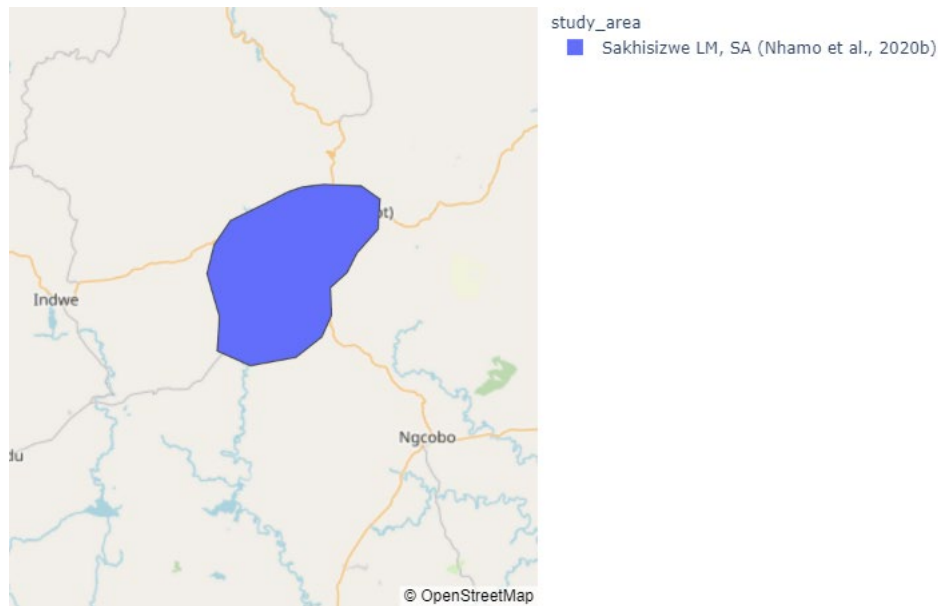 study_area
Sakhisizwe LM, SA (Nhamo et al., 2020b)
Indwe
Ngcobo
© OpenStreetMap